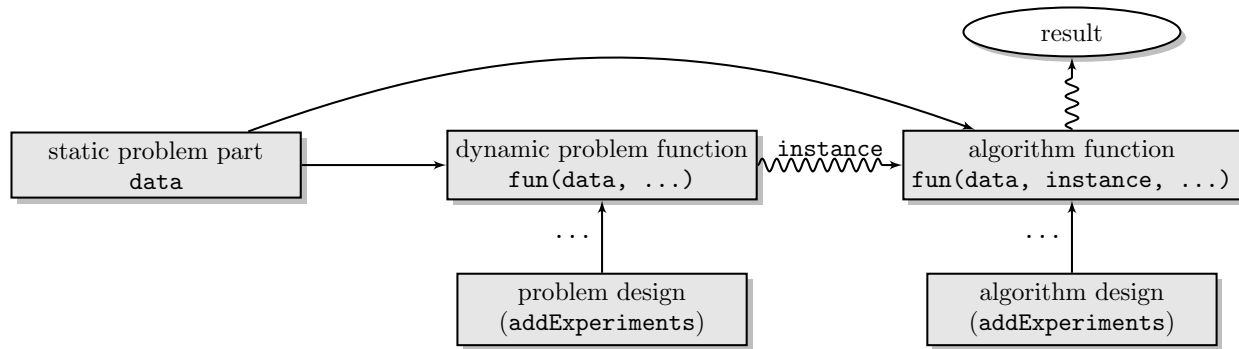 result
static problem part
data
dynamic problem function
fun(data, ...)
instance
algorithm function
fun(data, instance, ...)
...
...
problem design
(addExperiments)
algorithm design
(addExperiments)